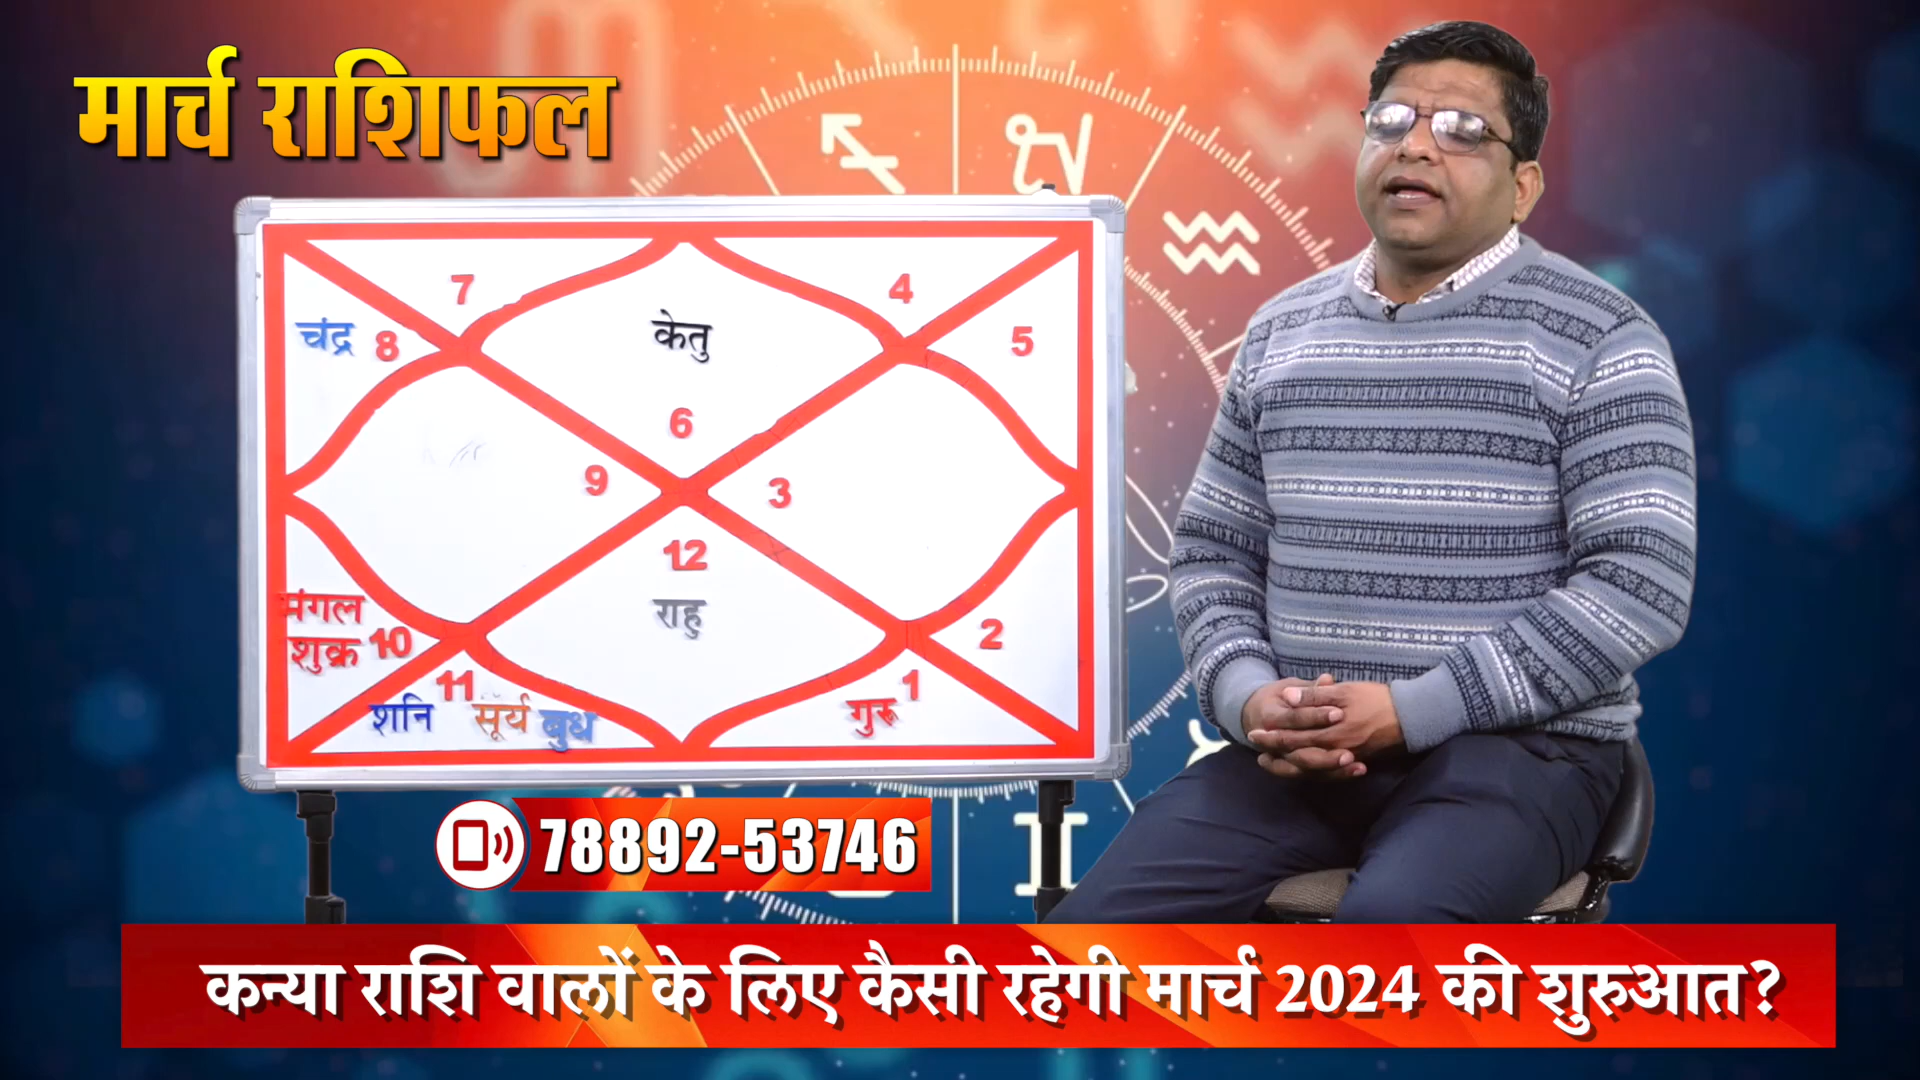 मार्च राशिफल
7
4
चंद्र 8
केतु
5
6
9
3
12
राहु
मंगल
शुक्र 10
2
11
1
शनि सूर्य बुध
गुरु
78892-53746
कन्या राशि वालों के लिए कैसी रहेगी मार्च 2024 की शुरुआत?